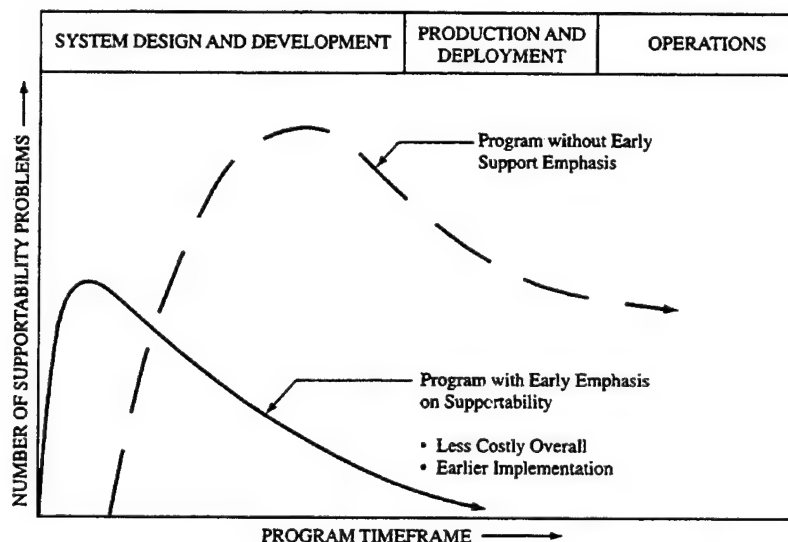 SYSTEM DESIGN AND DEVELOPMENT
PRODUCTION AND
DEPLOYMENT
OPERATIONS
NUMBER OF SUPPORTABILITY PROBLEMS
Program without Early
Support Emphasis
Program with Early Emphasis
on Supportability
• Less Costly Overall
• Earlier Implementation
PROGRAM TIMEFRAME